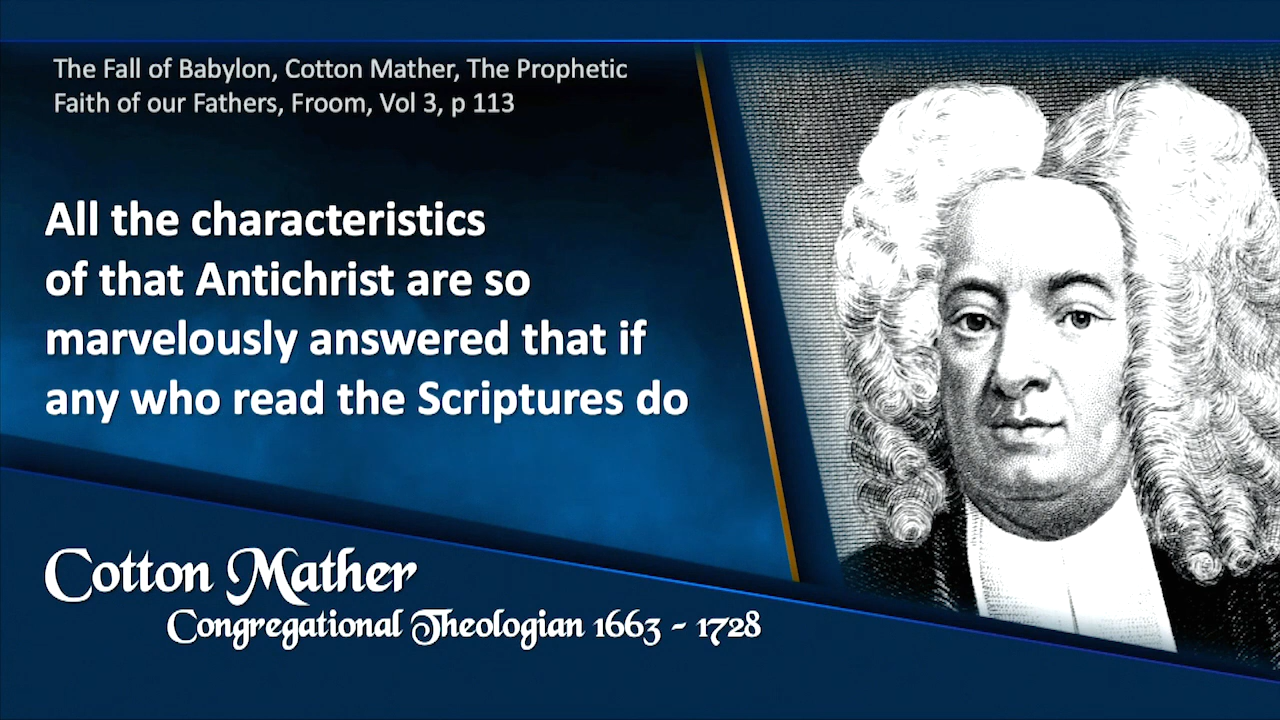 The Fall of Babylon, Cotton Mather, The Prophetic
Faith of our Fathers, Froom, Vol 3, p 113
All the characteristics
of that Antichrist are so
marvelously answered that if
any who read the Scriptures do
Cotton Mather
Congregational Theologian 1663 - 1728